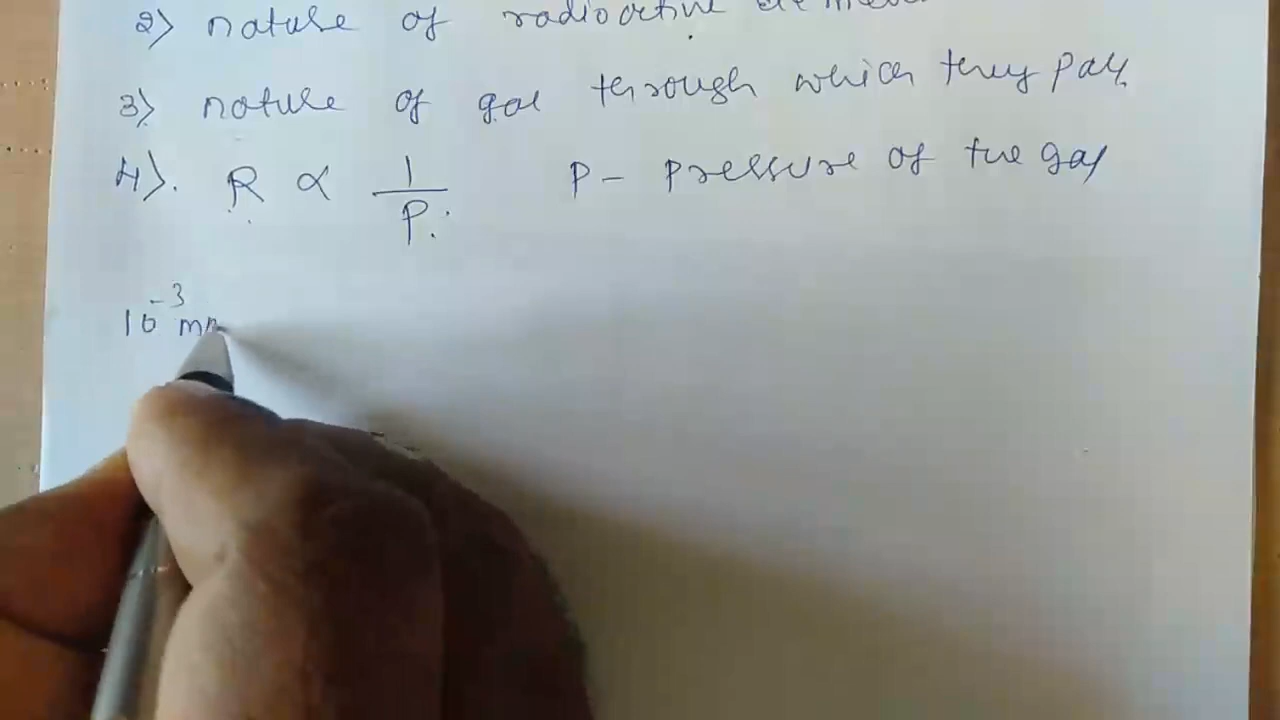 2) nature of radioactive
3) nature of gas through which they pass.
4). R ∝ 1/P. P - Pressure of the gas
10⁻³ mm